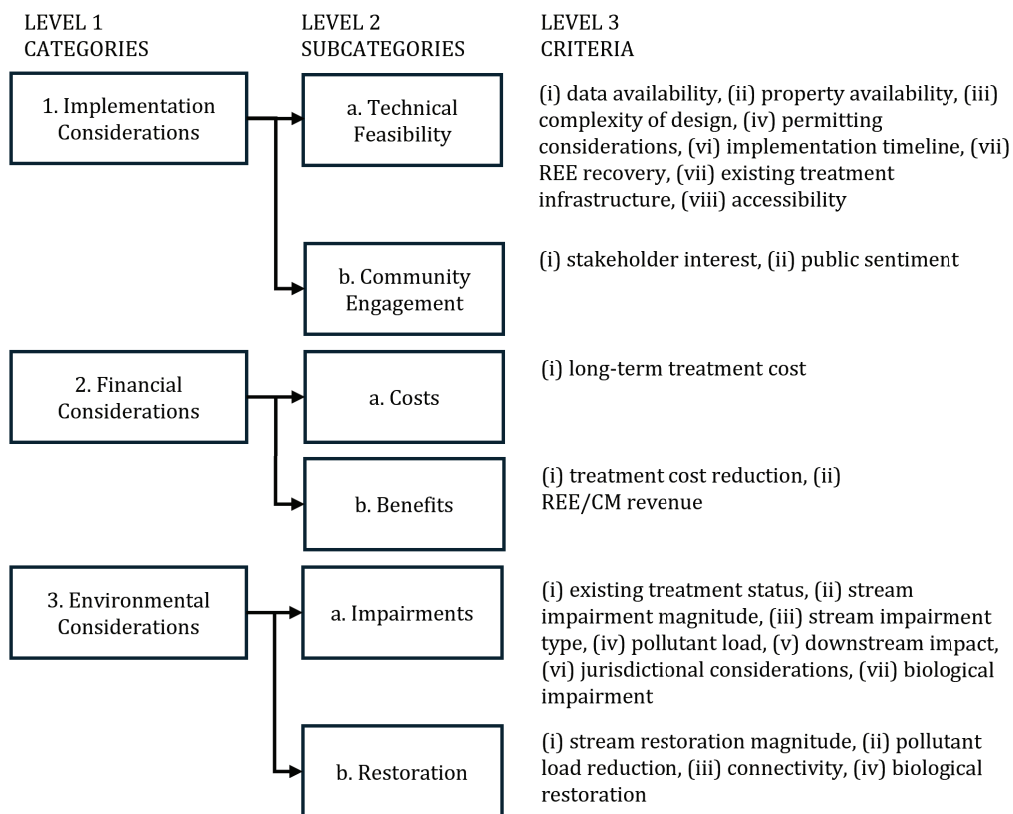 LEVEL 1
CATEGORIES
LEVEL 2
SUBCATEGORIES
LEVEL 3
CRITERIA
1. Implementation
Considerations
a. Technical
Feasibility
(i) data availability, (ii) property availability, (iii)
complexity of design, (iv) permitting
considerations, (vi) implementation timeline, (vii)
REE recovery, (vii) existing treatment
infrastructure, (viii) accessibility
b. Community
Engagement
(i) stakeholder interest, (ii) public sentiment
2. Financial
Considerations
a. Costs
(i) long-term treatment cost
b. Benefits
(i) treatment cost reduction, (ii)
REE/CM revenue
3. Environmental
Considerations
a. Impairments
(i) existing treatment status, (ii) stream
impairment magnitude, (iii) stream impairment
type, (iv) pollutant load, (v) downstream impact,
(vi) jurisdictional considerations, (vii) biological
impairment
b. Restoration
(i) stream restoration magnitude, (ii) pollutant
load reduction, (iii) connectivity, (iv) biological
restoration